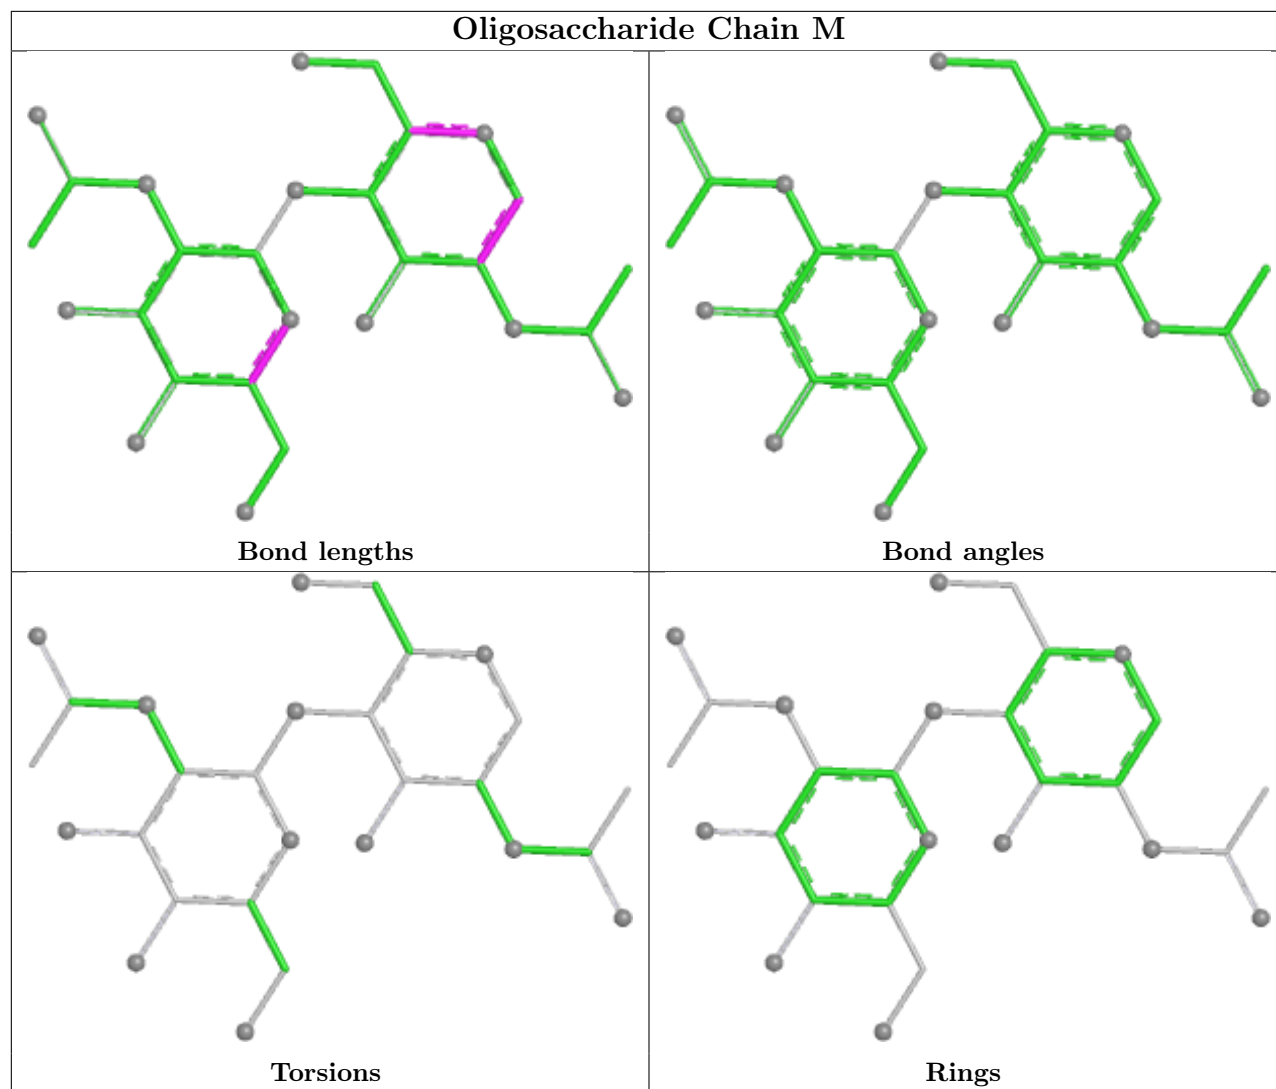 Oligosaccharide Chain M
Bond lengths
Bond angles
Torsions
Rings